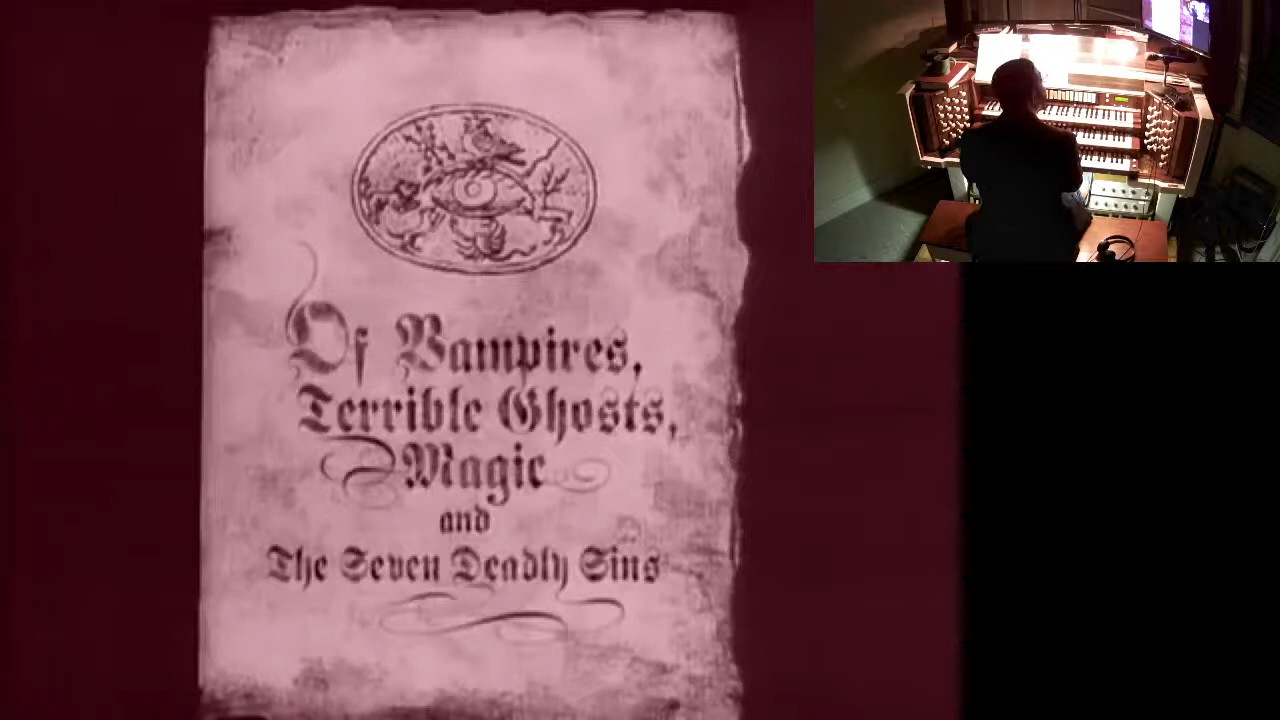 Of Vampires,
Terrible Ghosts,
Magic
and
The Seven Deadly Sins